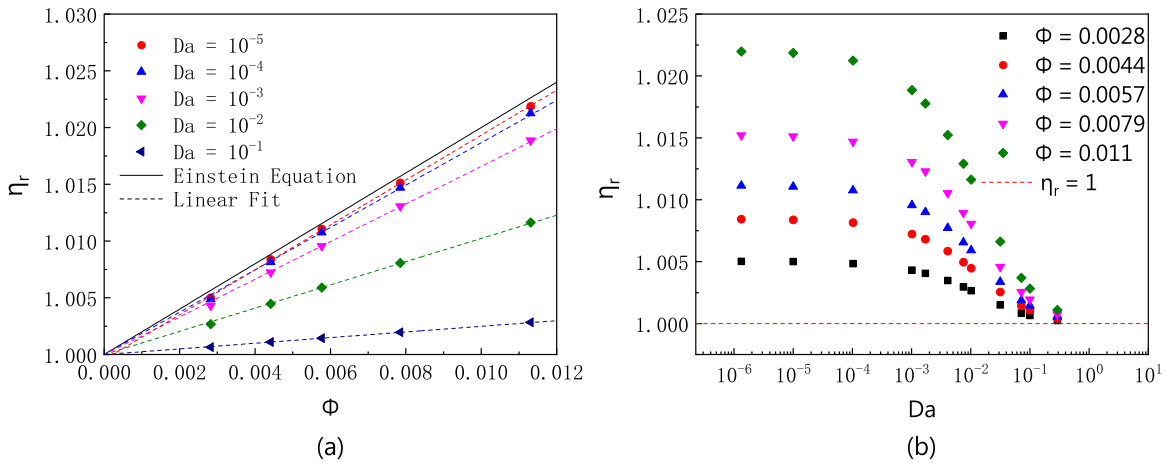 1.030
1.025
1.020
1.015
1.010
1.005
1.000
ηr
Da = 10⁻⁵
Da = 10⁻⁴
Da = 10⁻³
Da = 10⁻²
Da = 10⁻¹
Einstein Equation
Linear Fit
0.000 0.002 0.004 0.006 0.008 0.010 0.012
Φ
(a)
1.025
1.020
1.015
1.010
1.005
1.000
ηr
Φ = 0.0028
Φ = 0.0044
Φ = 0.0057
Φ = 0.0079
Φ = 0.011
ηr = 1
10⁻⁶ 10⁻⁵ 10⁻⁴ 10⁻³ 10⁻² 10⁻¹ 10⁰ 10¹
Da
(b)